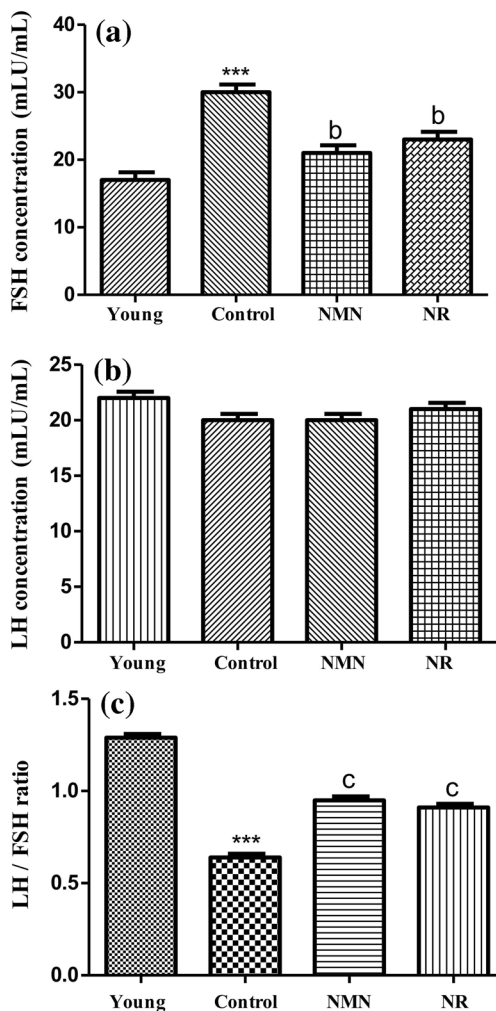 (a)
FSH concentration (mLU/mL)
40
30
20
10
0
***
b
b
Young Control NMN NR
(b)
LH concentration (mLU/mL)
25
20
15
10
5
0
Young Control NMN NR
(c)
LH / FSH ratio
1.5
1.0
0.5
0.0
***
c
c
Young Control NMN NR